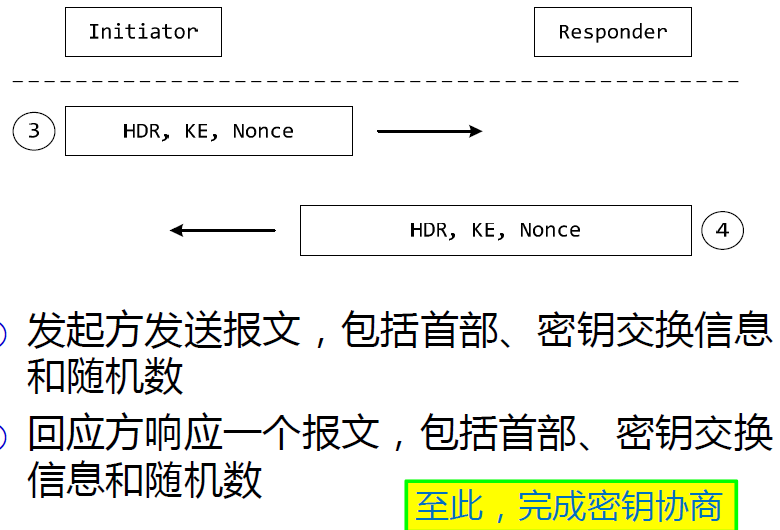 Initiator
Responder
③ HDR, KE, Nonce
HDR, KE, Nonce ④
发起方发送报文，包括首部、密钥交换信息
和随机数
回应方响应一个报文，包括首部、密钥交换
信息和随机数
至此，完成密钥协商